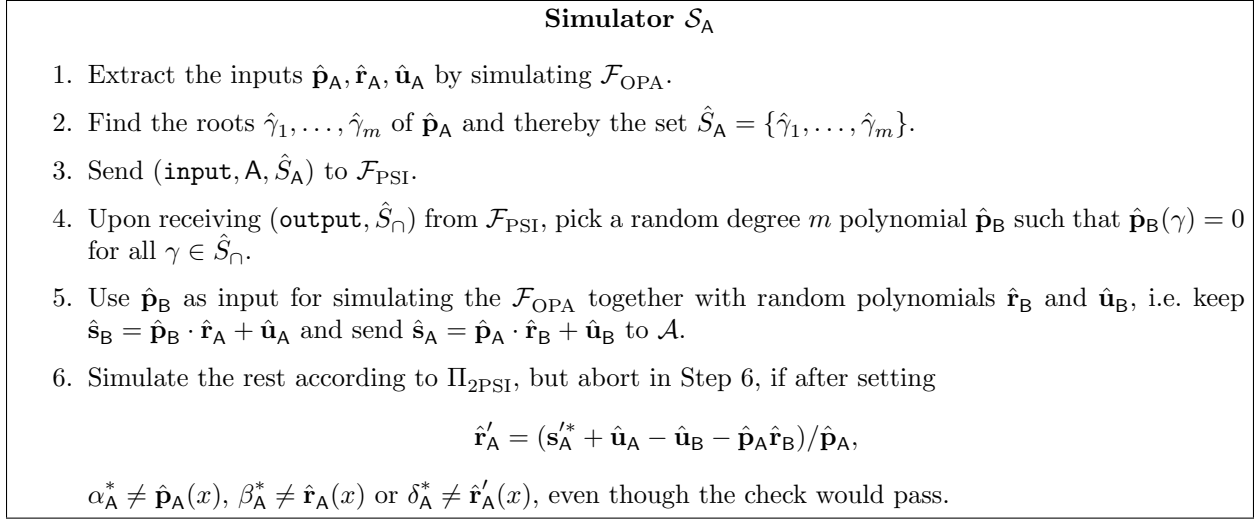 Simulator 𝒮_A
1. Extract the inputs p̂_A, r̂_A, û_A by simulating ℱ_OPA.
2. Find the roots γ̂_1, …, γ̂_m of p̂_A and thereby the set Ŝ_A = {γ̂_1, …, γ̂_m}.
3. Send (input, A, Ŝ_A) to ℱ_PSI.
4. Upon receiving (output, Ŝ_∩) from ℱ_PSI, pick a random degree m polynomial p̂_B such that p̂_B(γ) = 0
for all γ ∈ Ŝ_∩.
5. Use p̂_B as input for simulating the ℱ_OPA together with random polynomials r̂_B and û_B, i.e. keep
ŝ_B = p̂_B · r̂_A + û_A and send ŝ_A = p̂_A · r̂_B + û_B to 𝒜.
6. Simulate the rest according to Π_2PSI, but abort in Step 6, if after setting
r̂′_A = (s′*_A + û_A − û_B − p̂_A r̂_B)/p̂_A,
α*_A ≠ p̂_A(x), β*_A ≠ r̂_A(x) or δ*_A ≠ r̂′_A(x), even though the check would pass.